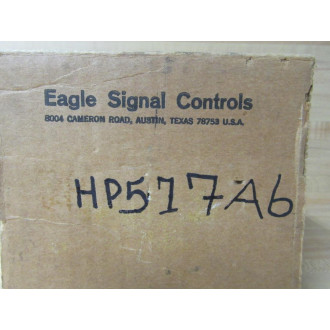 Eagle Signal Controls
8004 CAMERON ROAD, AUSTIN, TEXAS 78753 U.S.A.
HP517A6